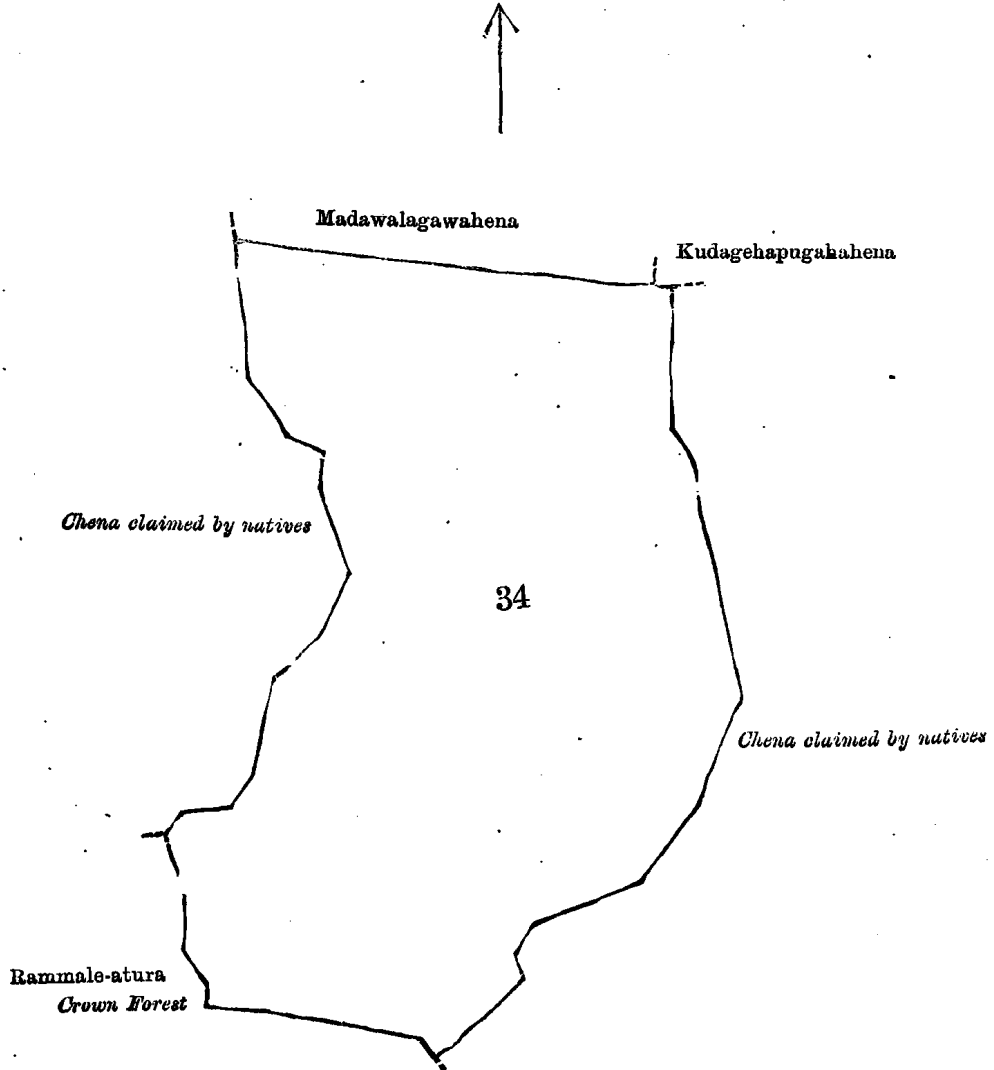 Madawalagawahena
Kudagehapugahahena
Chena claimed by natives
34
Chena claimed by natives
Rammale-atura
Crown Forest